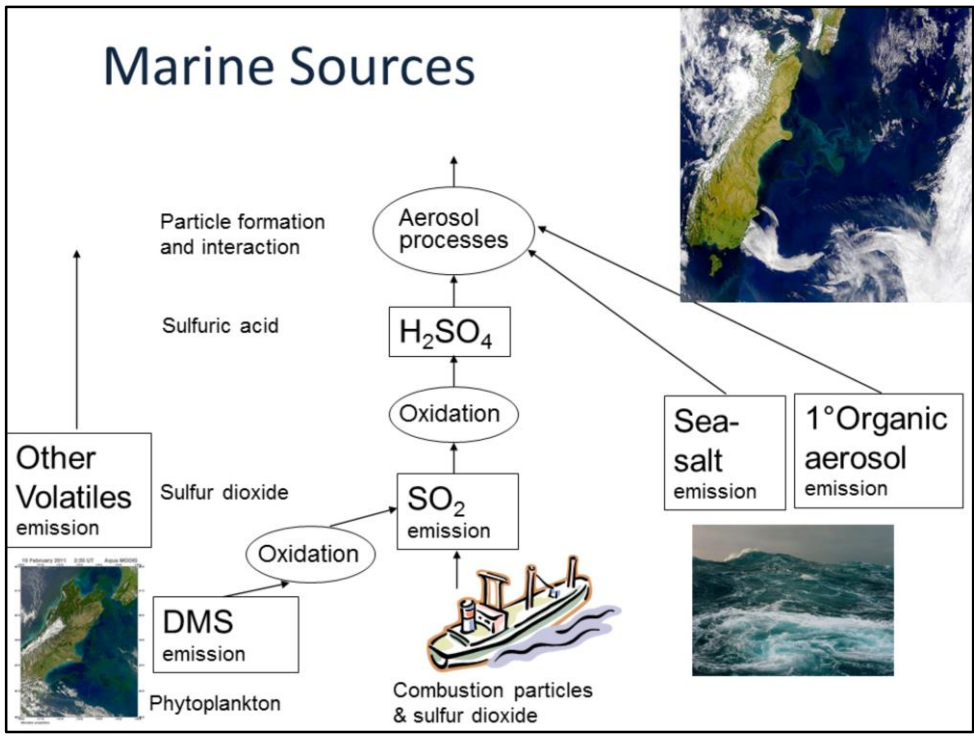 Marine Sources
Particle formation
and interaction
Aerosol
processes
Sulfuric acid
H₂SO₄
Oxidation
Other
Volatiles
emission
Sulfur dioxide
SO₂
emission
Sea-
salt
emission
1°Organic
aerosol
emission
Oxidation
DMS
emission
Phytoplankton
Combustion particles
& sulfur dioxide